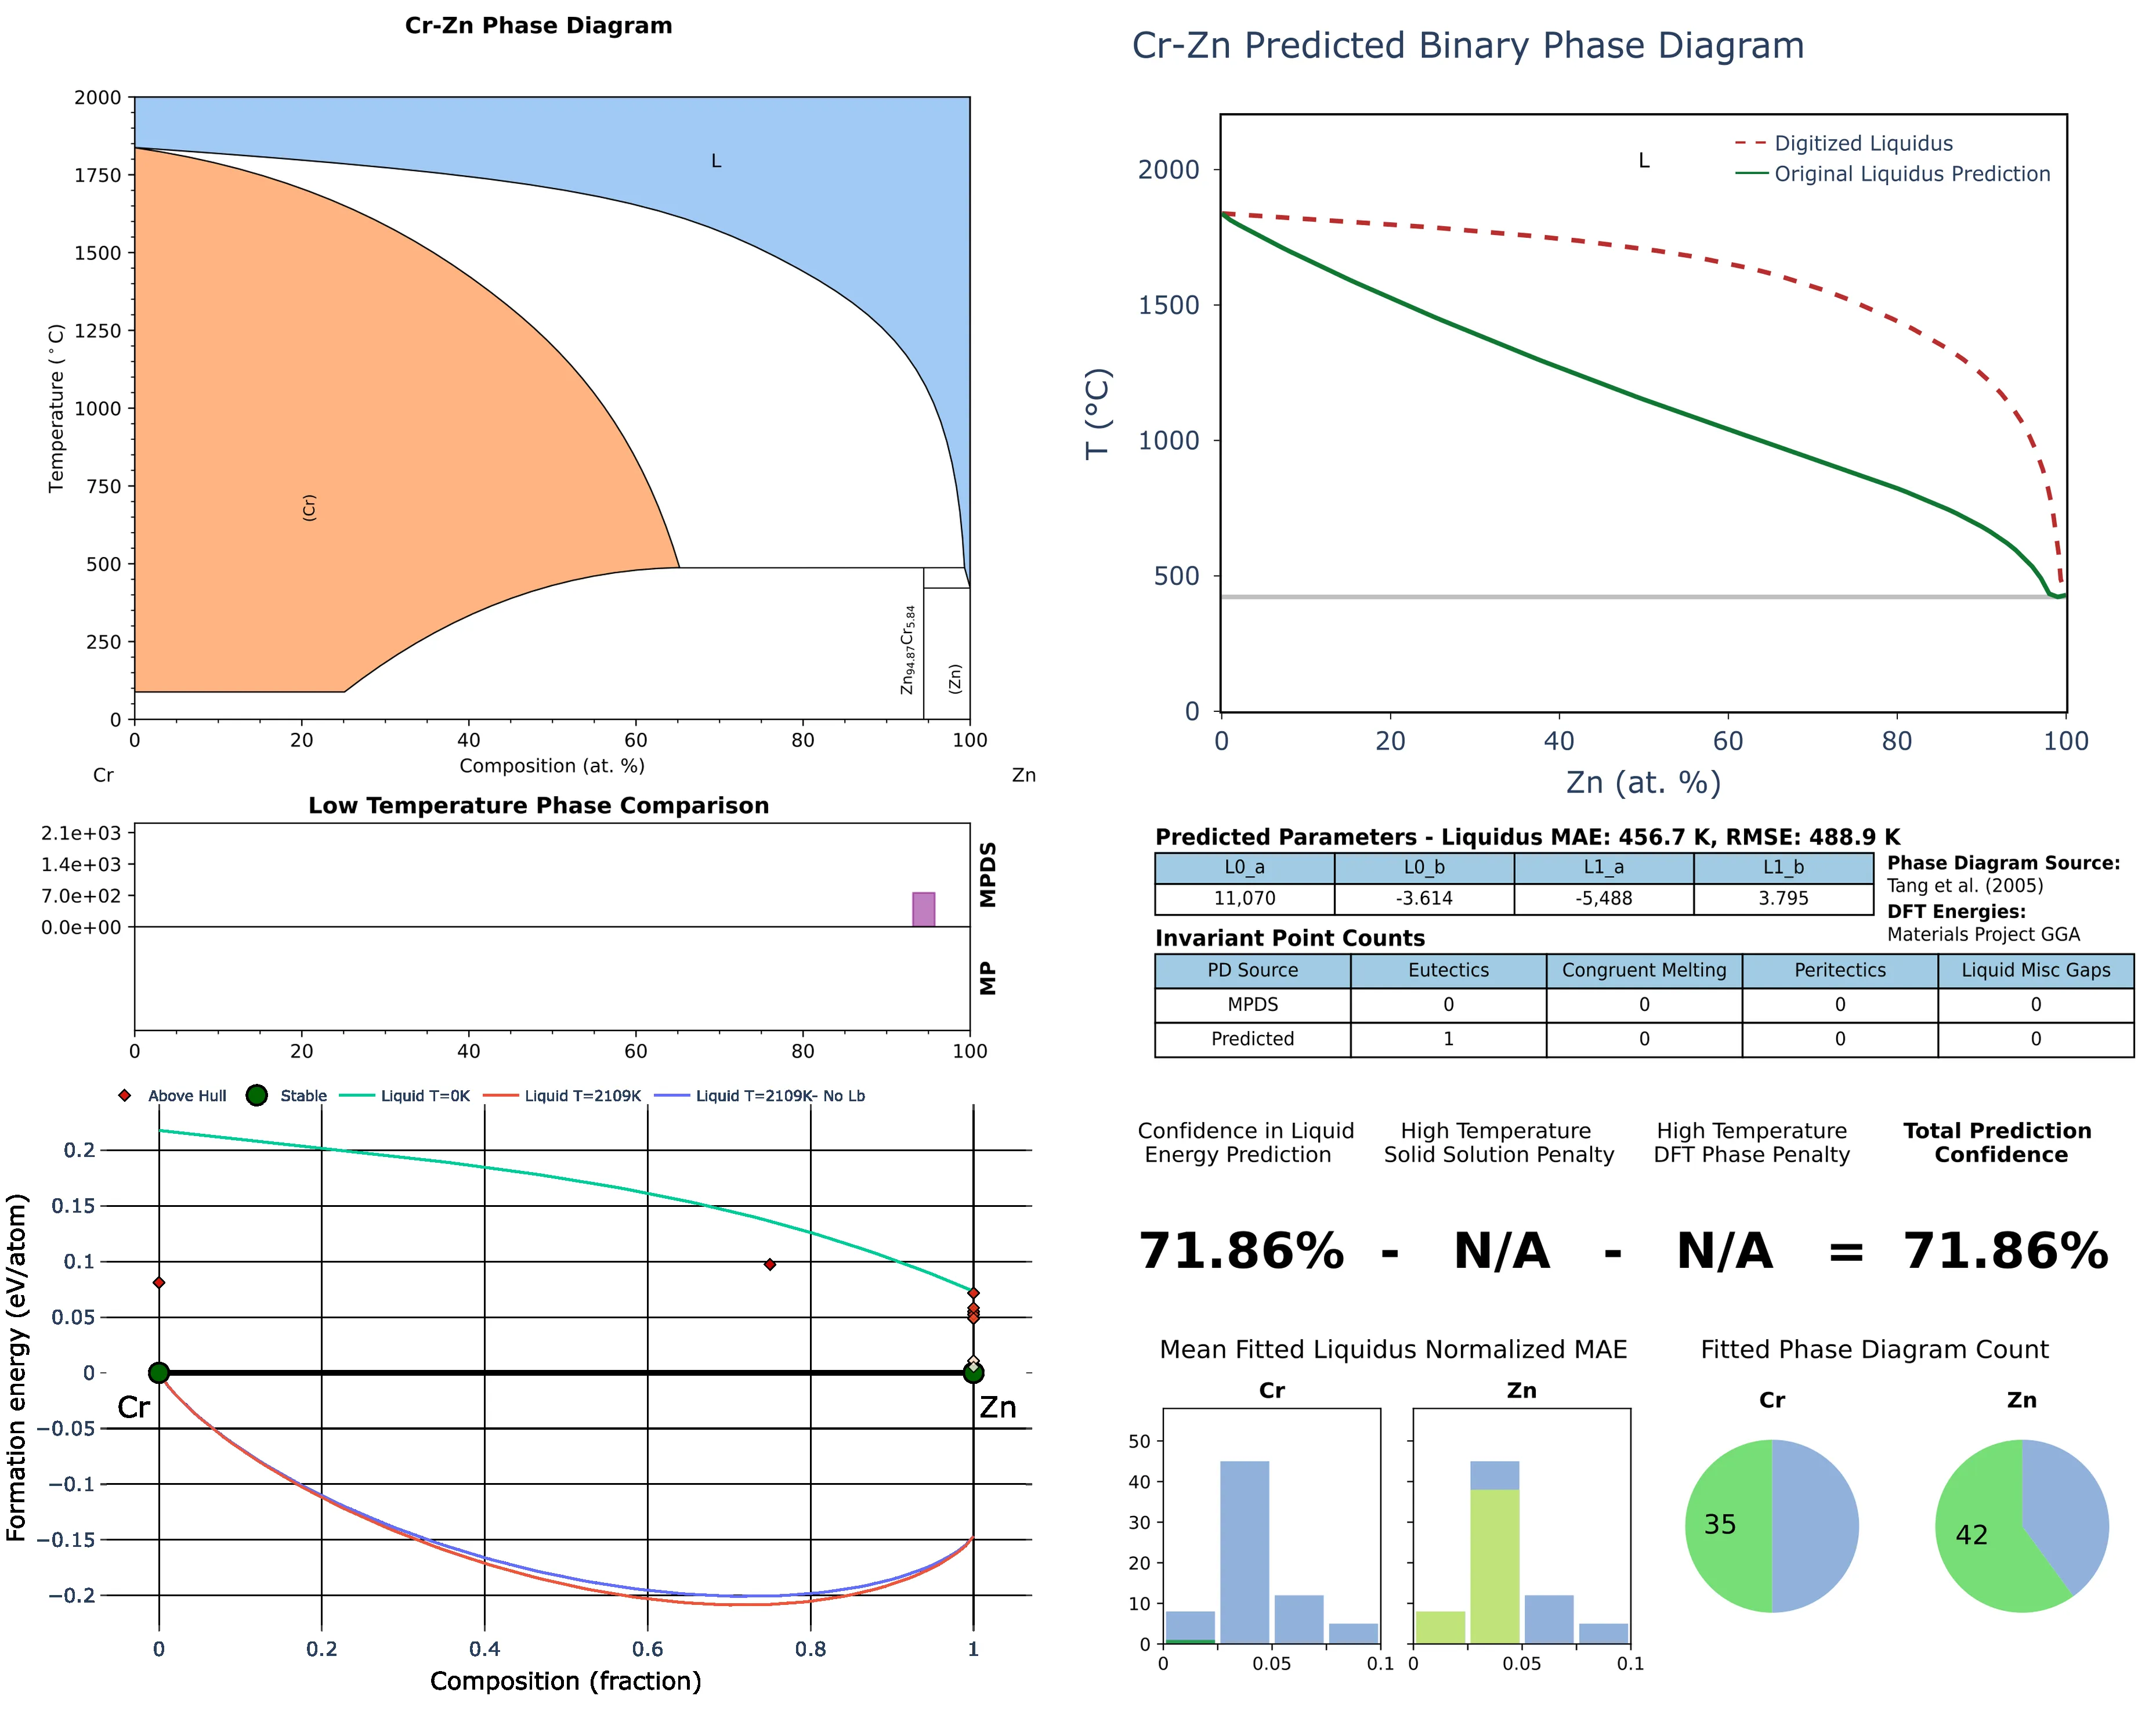 Cr-Zn Phase Diagram
2000
1750
1500
1250
1000
750
500
250
0
Temperature (°C)
L
(Cr)
Zn94.87Cr5.84
(Zn)
0 20 40 60 80 100
Composition (at. %)
Cr Zn
Cr-Zn Predicted Binary Phase Diagram
Digitized Liquidus
Original Liquidus Prediction
L
2000
1500
1000
500
0
T (°C)
0 20 40 60 80 100
Zn (at. %)
Low Temperature Phase Comparison
2.1e+03
1.4e+03
7.0e+02
0.0e+00
MPDS
MP
0 20 40 60 80 100
Predicted Parameters - Liquidus MAE: 456.7 K, RMSE: 488.9 K
L0_a L0_b L1_a L1_b
11,070 -3.614 -5,488 3.795
Phase Diagram Source:
Tang et al. (2005)
DFT Energies:
Materials Project GGA
Invariant Point Counts
PD Source Eutectics Congruent Melting Peritectics Liquid Misc Gaps
MPDS 0 0 0 0
Predicted 1 0 0 0
Above Hull Stable Liquid T=0K Liquid T=2109K Liquid T=2109K- No Lb
0.2
0.15
0.1
0.05
0
−0.05
−0.1
−0.15
−0.2
Formation energy (eV/atom)
Cr Zn
0 0.2 0.4 0.6 0.8 1
Composition (fraction)
Confidence in Liquid
Energy Prediction
High Temperature
Solid Solution Penalty
High Temperature
DFT Phase Penalty
Total Prediction
Confidence
71.86% - N/A - N/A = 71.86%
Mean Fitted Liquidus Normalized MAE
Cr Zn
50
40
30
20
10
0
0 0.05 0.1
0 0.05 0.1
Fitted Phase Diagram Count
Cr Zn
35 42